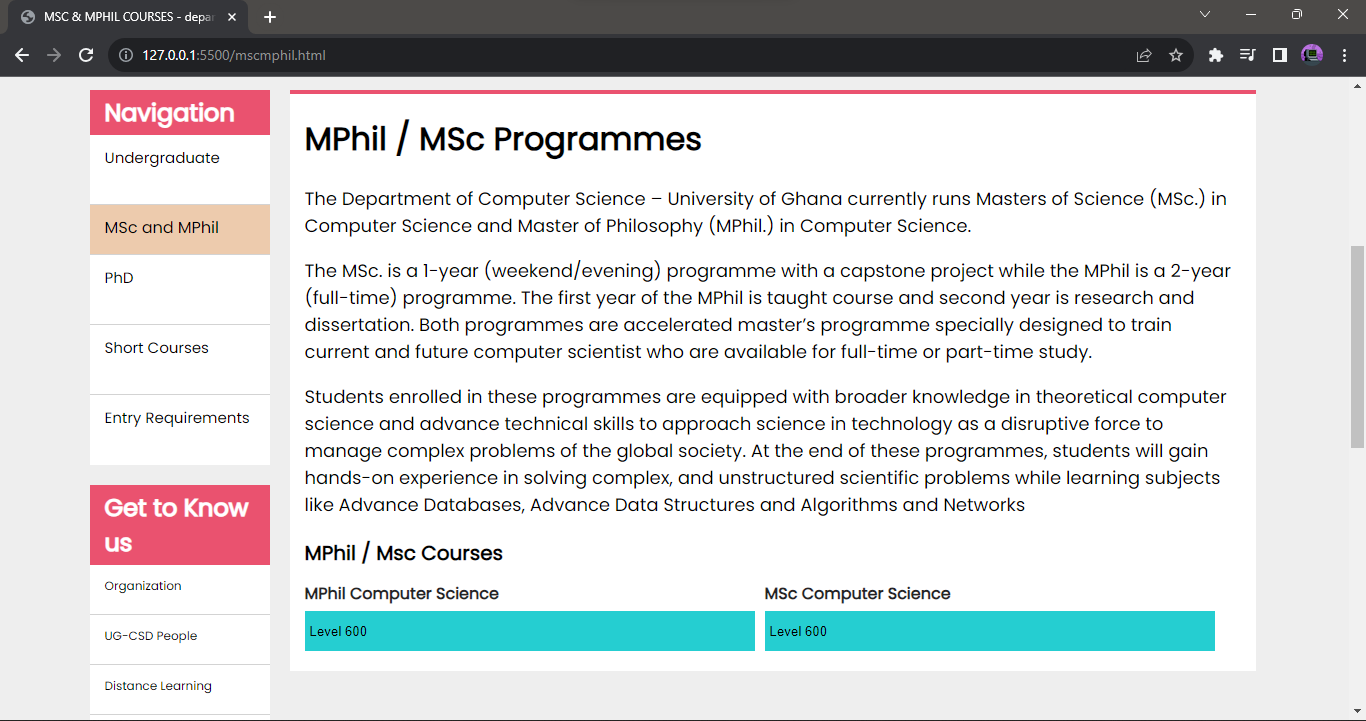 MSC & MPHIL COURSES - depar
127.0.0.1:5500/mscmphil.html
Navigation
Undergraduate
MSc and MPhil
PhD
Short Courses
Entry Requirements
Get to Know
us
Organization
UG-CSD People
Distance Learning
MPhil / MSc Programmes
The Department of Computer Science – University of Ghana currently runs Masters of Science (MSc.) in
Computer Science and Master of Philosophy (MPhil.) in Computer Science.
The MSc. is a 1-year (weekend/evening) programme with a capstone project while the MPhil is a 2-year
(full-time) programme. The first year of the MPhil is taught course and second year is research and
dissertation. Both programmes are accelerated master’s programme specially designed to train
current and future computer scientist who are available for full-time or part-time study.
Students enrolled in these programmes are equipped with broader knowledge in theoretical computer
science and advance technical skills to approach science in technology as a disruptive force to
manage complex problems of the global society. At the end of these programmes, students will gain
hands-on experience in solving complex, and unstructured scientific problems while learning subjects
like Advance Databases, Advance Data Structures and Algorithms and Networks
MPhil / Msc Courses
MPhil Computer Science
Level 600
MSc Computer Science
Level 600